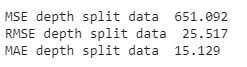 MSE depth split data  651.092
RMSE depth split data  25.517
MAE depth split data  15.129